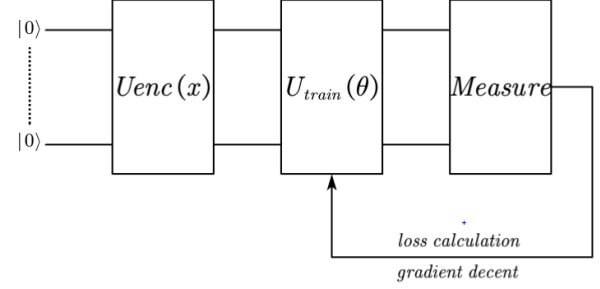 |0⟩
Uenc(x)
U_train(θ)
Measure
|0⟩
loss calculation
gradient decent